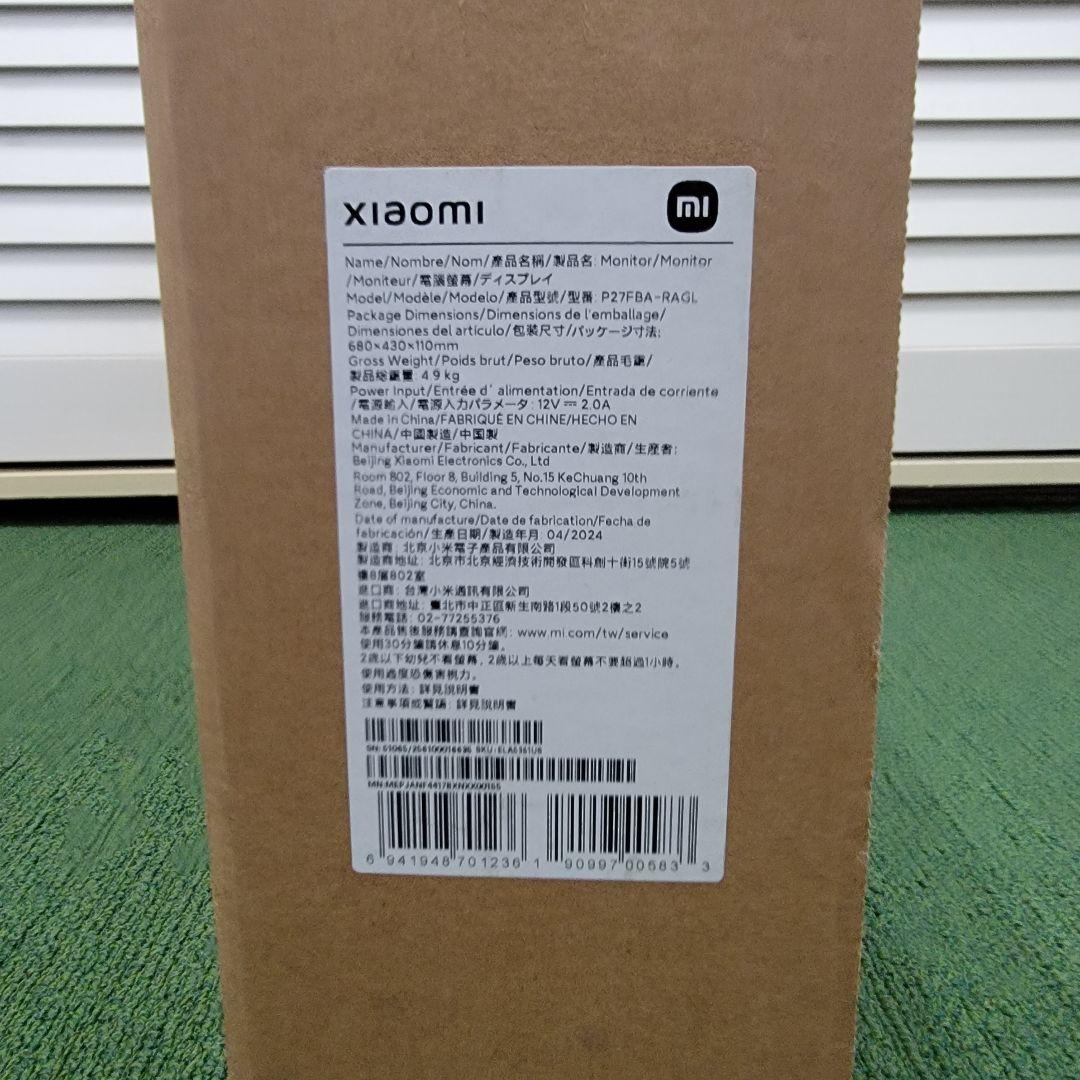 xiaomi
mi
Name/Nombre/Nom/產品名稱/製品名: Monitor/Monitor
/Moniteur/電腦螢幕/ディスプレイ
Model/Modèle/Modelo/產品型號/型番: P27FBA-RAGL
Package Dimensions/Dimensions de l'emballage/
Dimensiones del artículo/包裝尺寸/パッケージ寸法:
680×430×110mm
Gross Weight/Poids brut/Peso bruto/產品毛重/
製品総重量: 4.9 kg
Power Input/Entrée d' alimentation/Entrada de corriente
/電源輸入/電源入力パラメータ: 12V⎓2.0A
Made in China/FABRIQUÉ EN CHINE/HECHO EN
CHINA/中國製造/中国製
Manufacturer/Fabricant/Fabricante/製造商/生産者:
Beijing Xiaomi Electronics Co., Ltd
Room 802, Floor 8, Building 5, No.15 KeChuang 10th
Road, Beijing Economic and Technological Development
Zone, Beijing City, China.
Date of manufacture/Date de fabrication/Fecha de
fabricación/生產日期/製造年月: 04/2024
製造商: 北京小米電子產品有限公司
製造商地址: 北京市北京經濟技術開發區科創十街15號院5號
樓8層802室
進口商: 台灣小米通訊有限公司
進口商地址: 臺北市中正區新生南路1段50號2樓之2
服務電話: 02-77255376
本產品售後服務請查詢官網: www.mi.com/tw/service
使用30分鐘請休息10分鐘。
2歲以下幼兒不看螢幕,2歲以上每天看螢幕不要超過1小時。
使用過度恐傷害視力。
使用方法: 詳見說明書
注意事項或警語: 詳見說明書
SN: SKU: ELA5361US
6 941948 701236 1 90997 00583 3